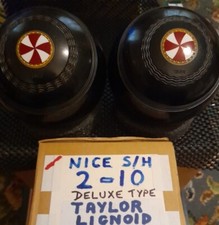 NICE S/H
2-10
DELUXE TYPE
TAYLOR
LIGNOID